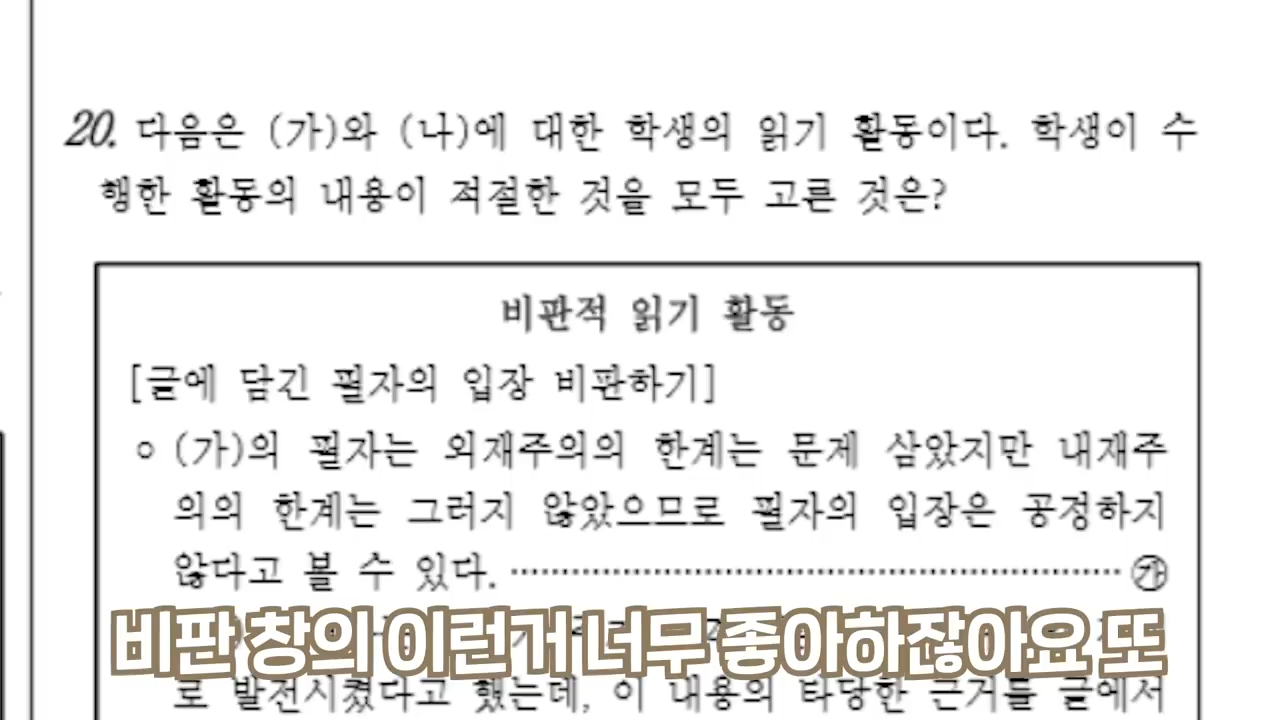 20. 다음은 (가)와 (나)에 대한 학생의 읽기 활동이다. 학생이 수
행한 활동의 내용이 적절한 것을 모두 고른 것은?
비판적 읽기 활동
[글에 담긴 필자의 입장 비판하기]
○ (가)의 필자는 외재주의의 한계는 문제 삼았지만 내재주
의의 한계는 그러지 않았으므로 필자의 입장은 공정하지
않다고 볼 수 있다. ㉮
비판 창의 이런거 너무 좋아하잖아요 또
로 발전시켰다고 했는데, 이 내용의 타당한 근거를 글에서